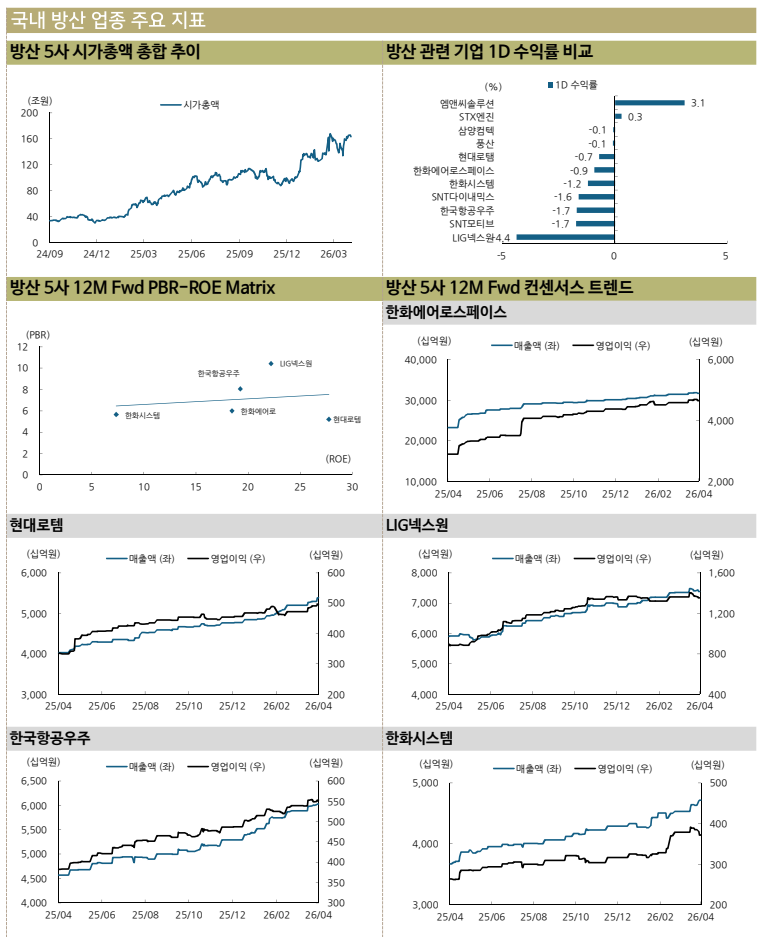 국내 방산 업종 주요 지표
방산 5사 시가총액 총합 추이
(조원)
시가총액
200
160
120
80
40
0
24/09 24/12 25/03 25/06 25/09 25/12 26/03
방산 관련 기업 1D 수익률 비교
(%)
1D 수익률
엠앤씨솔루션 3.1
STX엔진 0.3
삼양컴텍 -0.1
풍산 -0.1
현대로템 -0.7
한화에어로스페이스 -0.9
한화시스템 -1.2
SNT다이내믹스 -1.6
한국항공우주 -1.7
SNT모티브 -1.7
LIG넥스원 -4.4
-5 0 5
방산 5사 12M Fwd PBR-ROE Matrix
(PBR)
12
10
8
6
4
2
0
LIG넥스원
한국항공우주
한화에어로
한화시스템
현대로템
(ROE)
0 5 10 15 20 25 30
방산 5사 12M Fwd 컨센서스 트렌드
한화에어로스페이스
(십억원) (십억원)
매출액 (좌) 영업이익 (우)
40,000 6,000
30,000 4,000
20,000
10,000 2,000
25/04 25/06 25/08 25/10 25/12 26/02 26/04
현대로템
(십억원) (십억원)
매출액 (좌) 영업이익 (우)
6,000 600
5,000 500
400
4,000 300
3,000 200
25/04 25/06 25/08 25/10 25/12 26/02 26/04
LIG넥스원
(십억원) (십억원)
매출액 (좌) 영업이익 (우)
8,000 1,600
7,000 1,200
6,000
5,000 800
4,000 400
25/04 25/06 25/08 25/10 25/12 26/02 26/04
한국항공우주
(십억원) (십억원)
매출액 (좌) 영업이익 (우)
6,500 600
6,000 550
500
5,500 450
5,000 400
4,500 350
4,000 300
25/04 25/06 25/08 25/10 25/12 26/02 26/04
한화시스템
(십억원) (십억원)
매출액 (좌) 영업이익 (우)
5,000 500
400
4,000 300
3,000 200
25/04 25/06 25/08 25/10 25/12 26/02 26/04